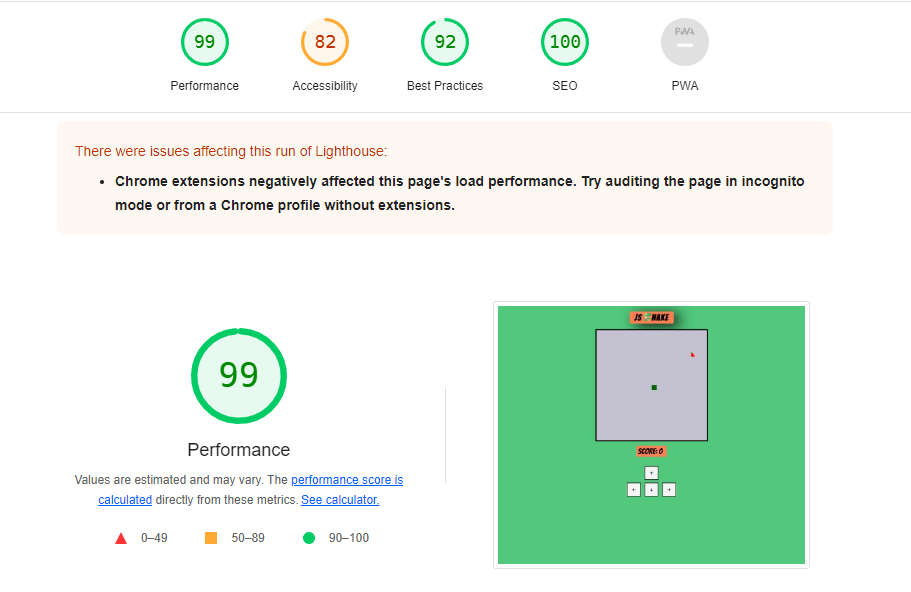 99 82 92 100 PWA
Performance Accessibility Best Practices SEO PWA
There were issues affecting this run of Lighthouse:
• Chrome extensions negatively affected this page's load performance. Try auditing the page in incognito
mode or from a Chrome profile without extensions.
99
Performance
Values are estimated and may vary. The performance score is
calculated directly from these metrics. See calculator.
0–49 50–89 90–100
JS SNAKE
SCORE: 0